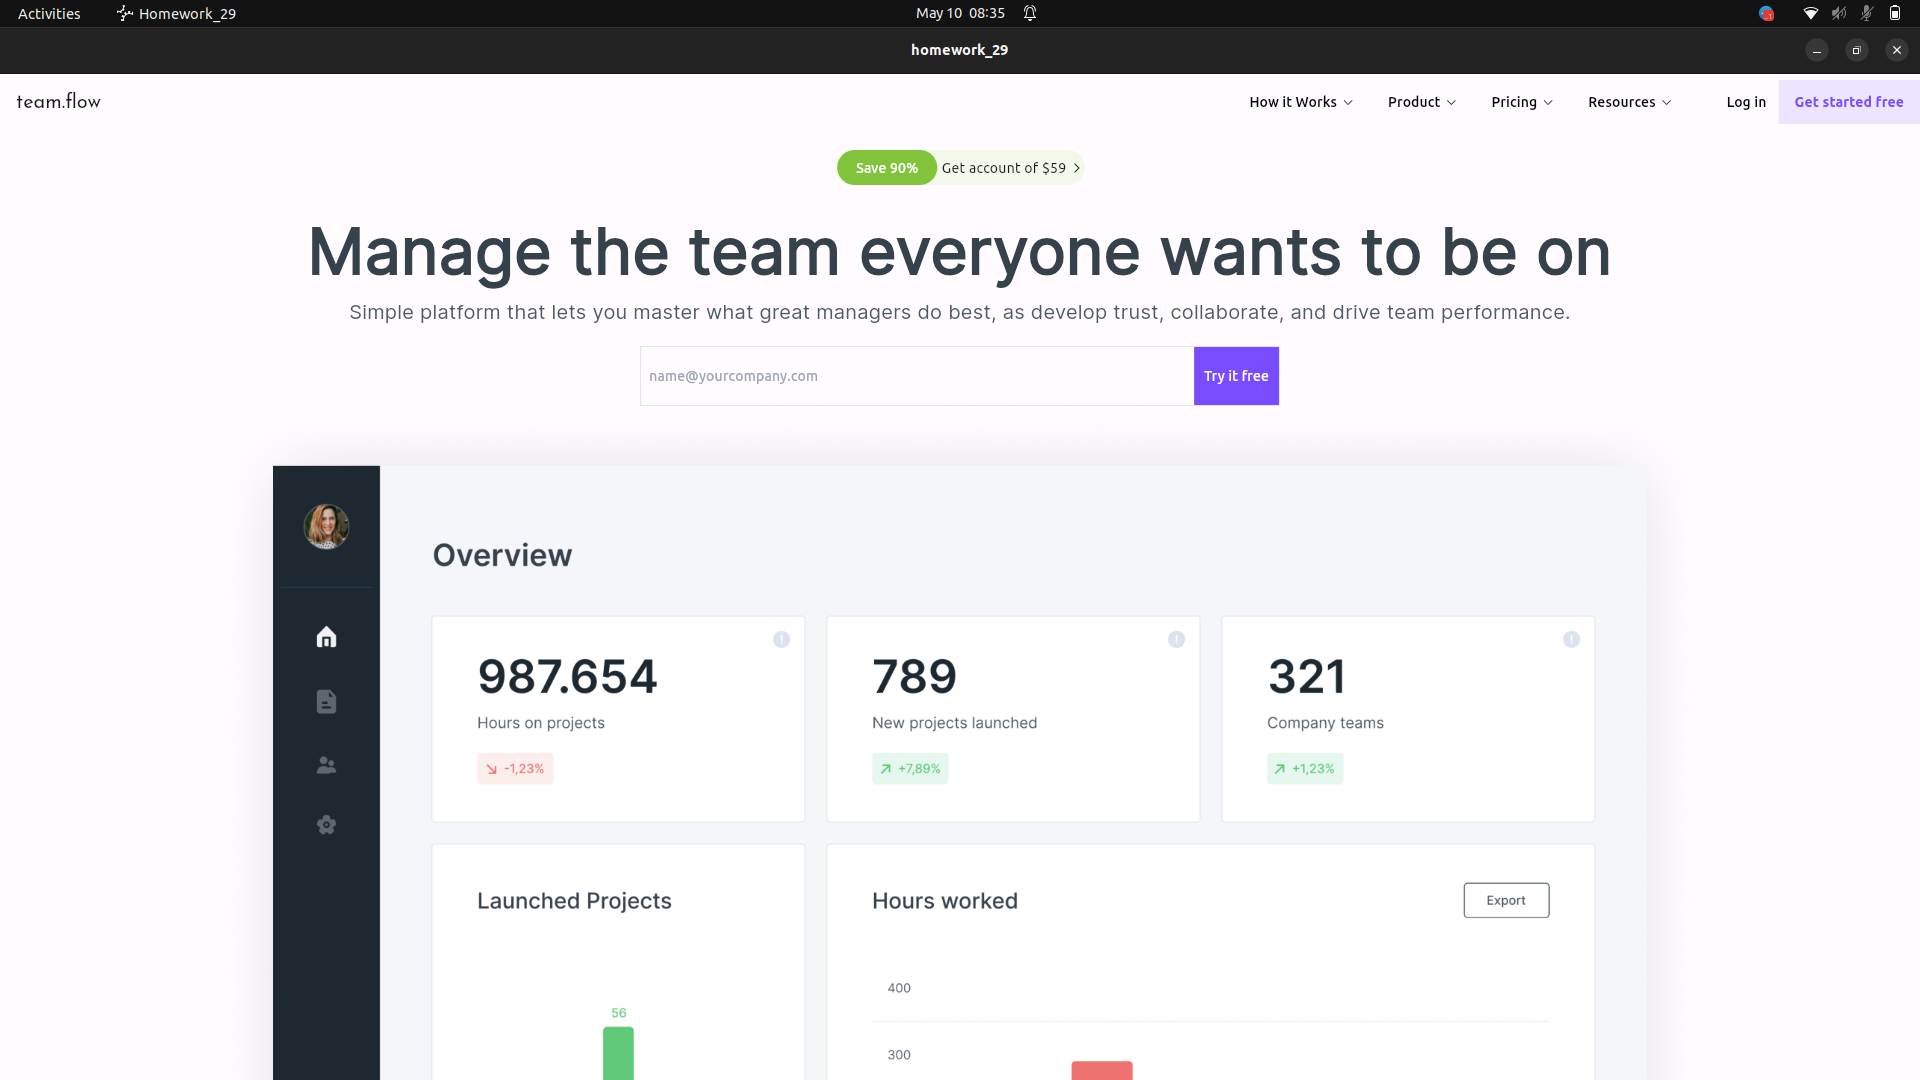 Activities Homework_29 May 10 08:35
homework_29
team.flow How it Works Product Pricing Resources Log in Get started free
Save 90% Get account of $59
Manage the team everyone wants to be on
Simple platform that lets you master what great managers do best, as develop trust, collaborate, and drive team performance.
name@yourcompany.com Try it free
Overview
987.654 789 321
Hours on projects New projects launched Company teams
-1,23% +7,89% +1,23%
Launched Projects Hours worked Export
400
56
300